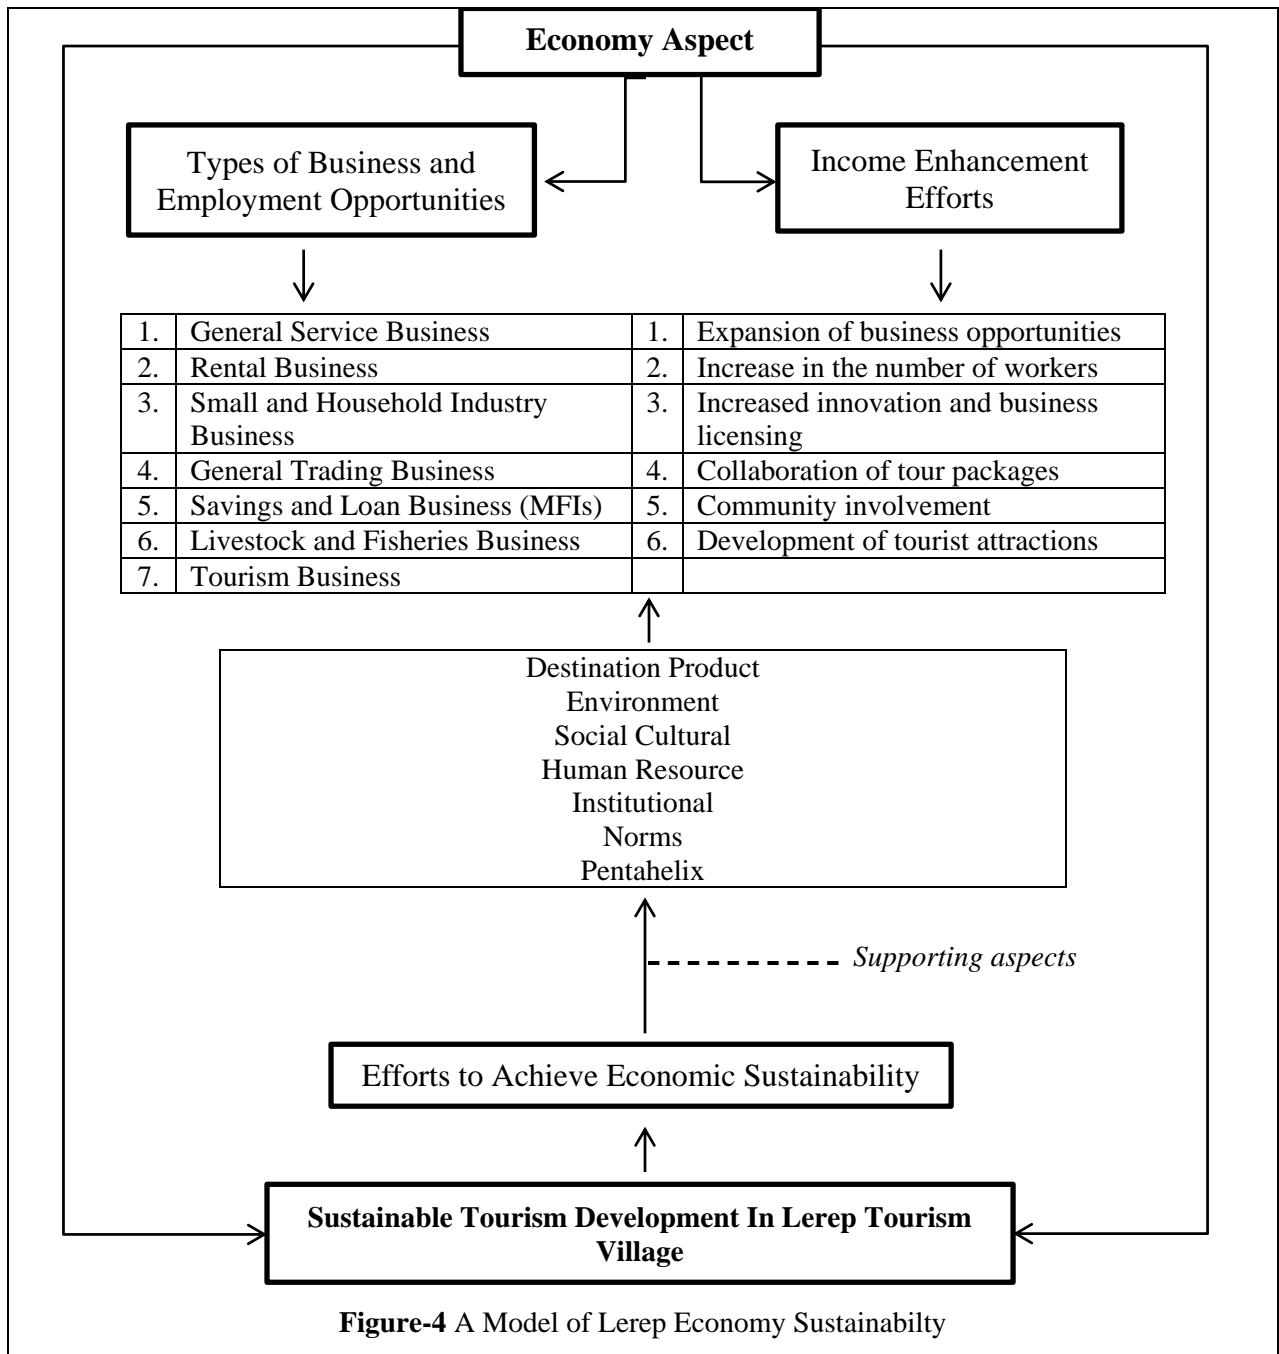 Economy Aspect
Types of Business and
Employment Opportunities
Income Enhancement
Efforts
1. General Service Business 1. Expansion of business opportunities
2. Rental Business 2. Increase in the number of workers
3. Small and Household Industry 3. Increased innovation and business
Business licensing
4. General Trading Business 4. Collaboration of tour packages
5. Savings and Loan Business (MFIs) 5. Community involvement
6. Livestock and Fisheries Business 6. Development of tourist attractions
7. Tourism Business
Destination Product
Environment
Social Cultural
Human Resource
Institutional
Norms
Pentahelix
Supporting aspects
Efforts to Achieve Economic Sustainability
Sustainable Tourism Development In Lerep Tourism
Village
Figure-4 A Model of Lerep Economy Sustainabilty